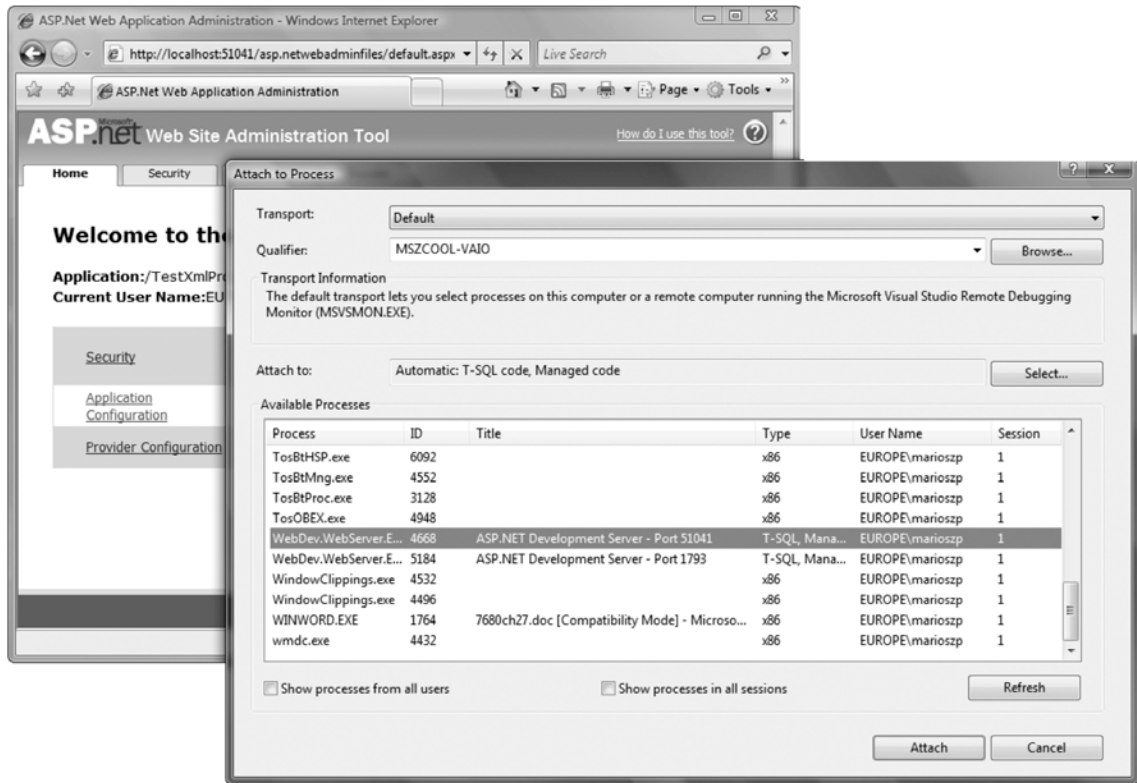 ASP.Net Web Application Administration - Windows Internet Explorer
http://localhost:51041/asp.netwebadminfiles/default.aspx
Live Search
ASP.Net Web Application Administration
Page
Tools
Microsoft
ASP.net Web Site Administration Tool
How do I use this tool?
Home
Security
Welcome to the
Application:/TestXmlPr
Current User Name:EU
Security
Application
Configuration
Provider Configuration
Attach to Process
Transport:
Default
Qualifier:
MSZCOOL-VAIO
Browse...
Transport Information
The default transport lets you select processes on this computer or a remote computer running the Microsoft Visual Studio Remote Debugging
Monitor (MSVSMON.EXE).
Attach to:
Automatic: T-SQL code, Managed code
Select...
Available Processes
Process ID Title Type User Name Session
TosBtHSP.exe 6092 x86 EUROPE\marioszp 1
TosBtMng.exe 4552 x86 EUROPE\marioszp 1
TosBtProc.exe 3128 x86 EUROPE\marioszp 1
TosOBEX.exe 4948 x86 EUROPE\marioszp 1
WebDev.WebServer.E... 4668 ASP.NET Development Server - Port 51041 T-SQL, Mana... EUROPE\marioszp 1
WebDev.WebServer.E... 5184 ASP.NET Development Server - Port 1793 T-SQL, Mana... EUROPE\marioszp 1
WindowClippings.exe 4532 x86 EUROPE\marioszp 1
WindowClippings.exe 4496 x86 EUROPE\marioszp 1
WINWORD.EXE 1764 7680ch27.doc [Compatibility Mode] - Microso... x86 EUROPE\marioszp 1
wmdc.exe 4432 x86 EUROPE\marioszp 1
Show processes from all users
Show processes in all sessions
Refresh
Attach
Cancel